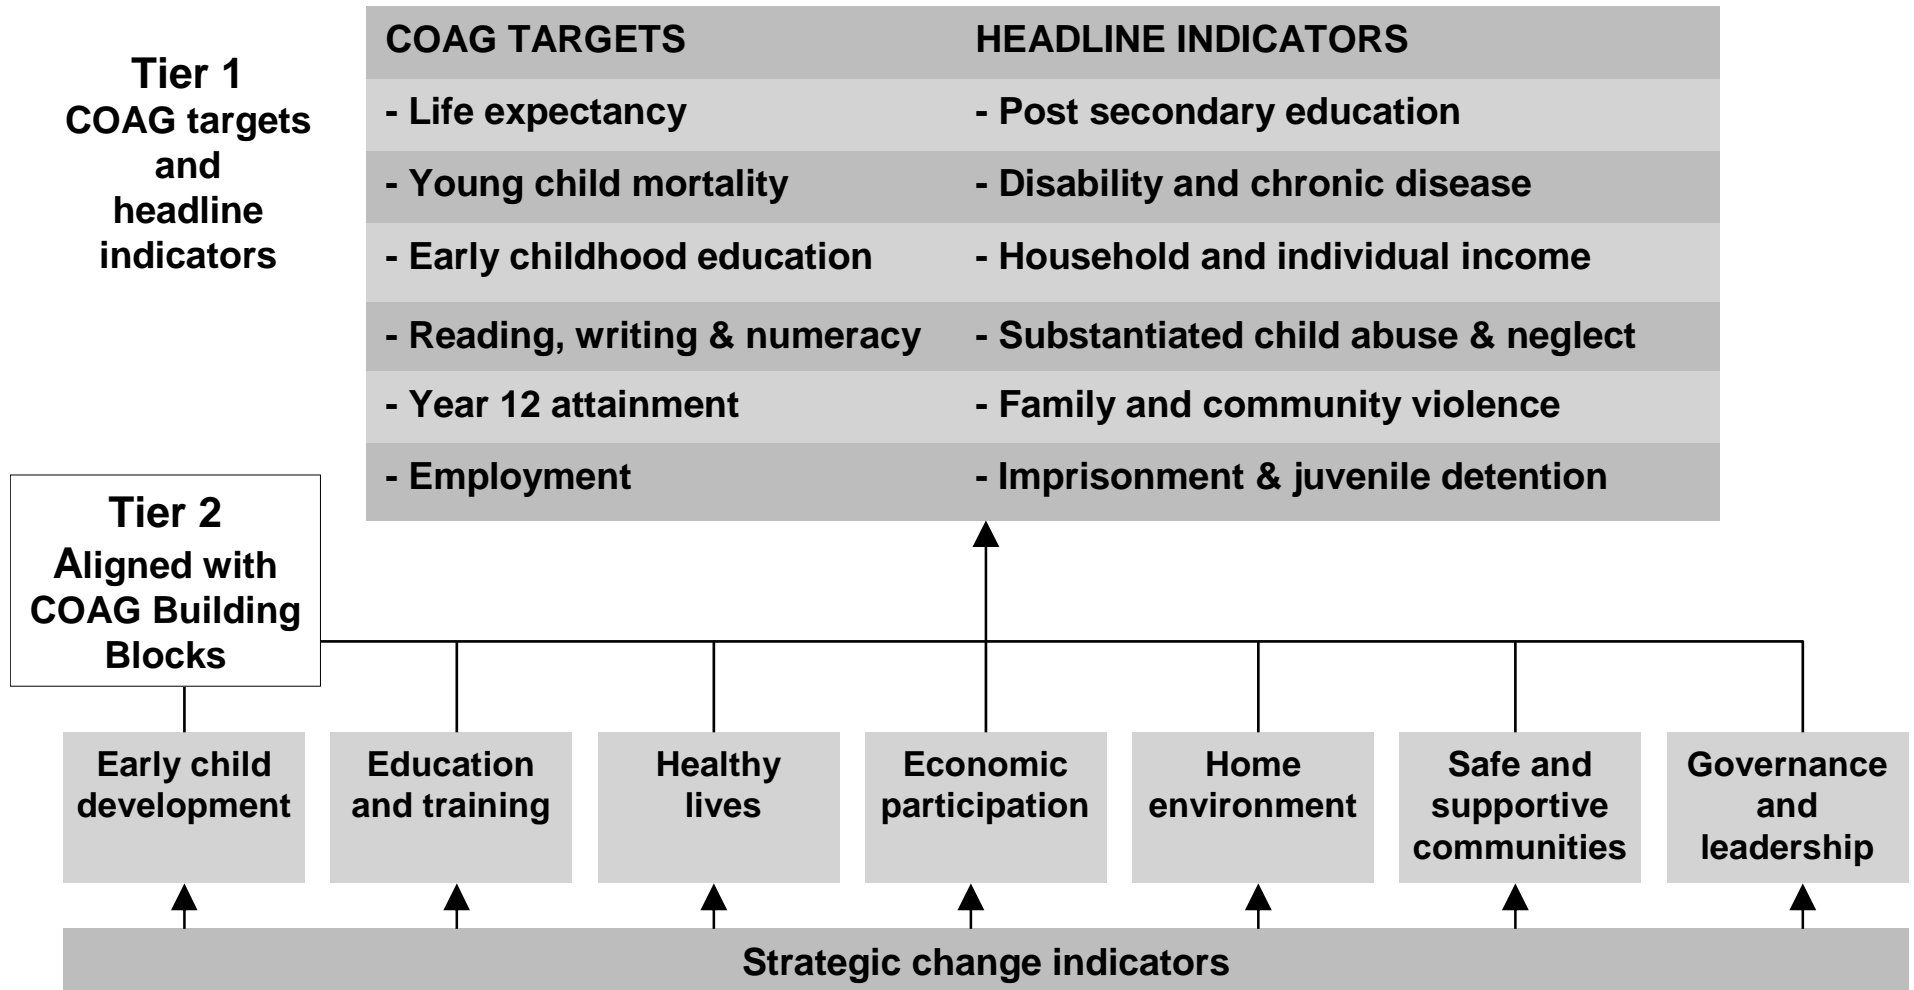 Tier 1
COAG targets
and
headline
indicators
COAG TARGETS
HEADLINE INDICATORS
- Life expectancy
- Post secondary education
- Young child mortality
- Disability and chronic disease
- Early childhood education
- Household and individual income
- Reading, writing & numeracy
- Substantiated child abuse & neglect
- Year 12 attainment
- Family and community violence
- Employment
- Imprisonment & juvenile detention
Tier 2
Aligned with
COAG Building
Blocks
Early child
development
Education
and training
Healthy
lives
Economic
participation
Home
environment
Safe and
supportive
communities
Governance
and
leadership
Strategic change indicators